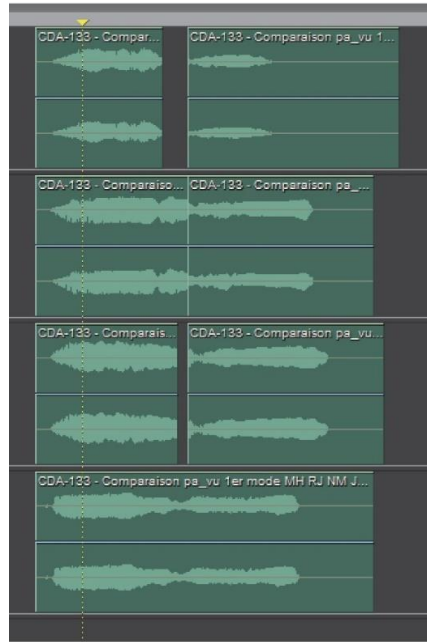 CDA-133 - Compar...
CDA-133 - Comparaison pa_vu 1...
CDA-133 - Comparaiso...
CDA-133 - Comparaison pa_...
CDA-133 - Comparais...
CDA-133 - Comparaison pa_vu...
CDA-133 - Comparaison pa_vu 1er mode MH RJ NM J...